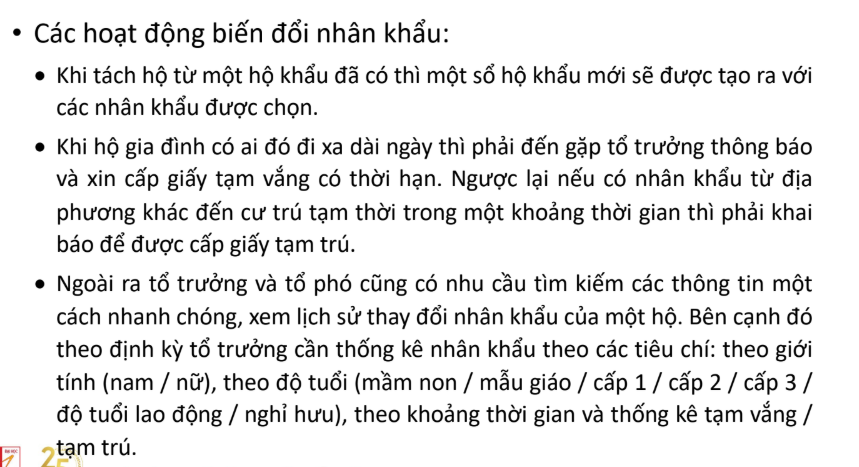 • Các hoạt động biến đổi nhân khẩu:
• Khi tách hộ từ một hộ khẩu đã có thì một sổ hộ khẩu mới sẽ được tạo ra với
các nhân khẩu được chọn.
• Khi hộ gia đình có ai đó đi xa dài ngày thì phải đến gặp tổ trưởng thông báo
và xin cấp giấy tạm vắng có thời hạn. Ngược lại nếu có nhân khẩu từ địa
phương khác đến cư trú tạm thời trong một khoảng thời gian thì phải khai
báo để được cấp giấy tạm trú.
• Ngoài ra tổ trưởng và tổ phó cũng có nhu cầu tìm kiếm các thông tin một
cách nhanh chóng, xem lịch sử thay đổi nhân khẩu của một hộ. Bên cạnh đó
theo định kỳ tổ trưởng cần thống kê nhân khẩu theo các tiêu chí: theo giới
tính (nam / nữ), theo độ tuổi (mầm non / mẫu giáo / cấp 1 / cấp 2 / cấp 3 /
độ tuổi lao động / nghỉ hưu), theo khoảng thời gian và thống kê tạm vắng /
tạm trú.